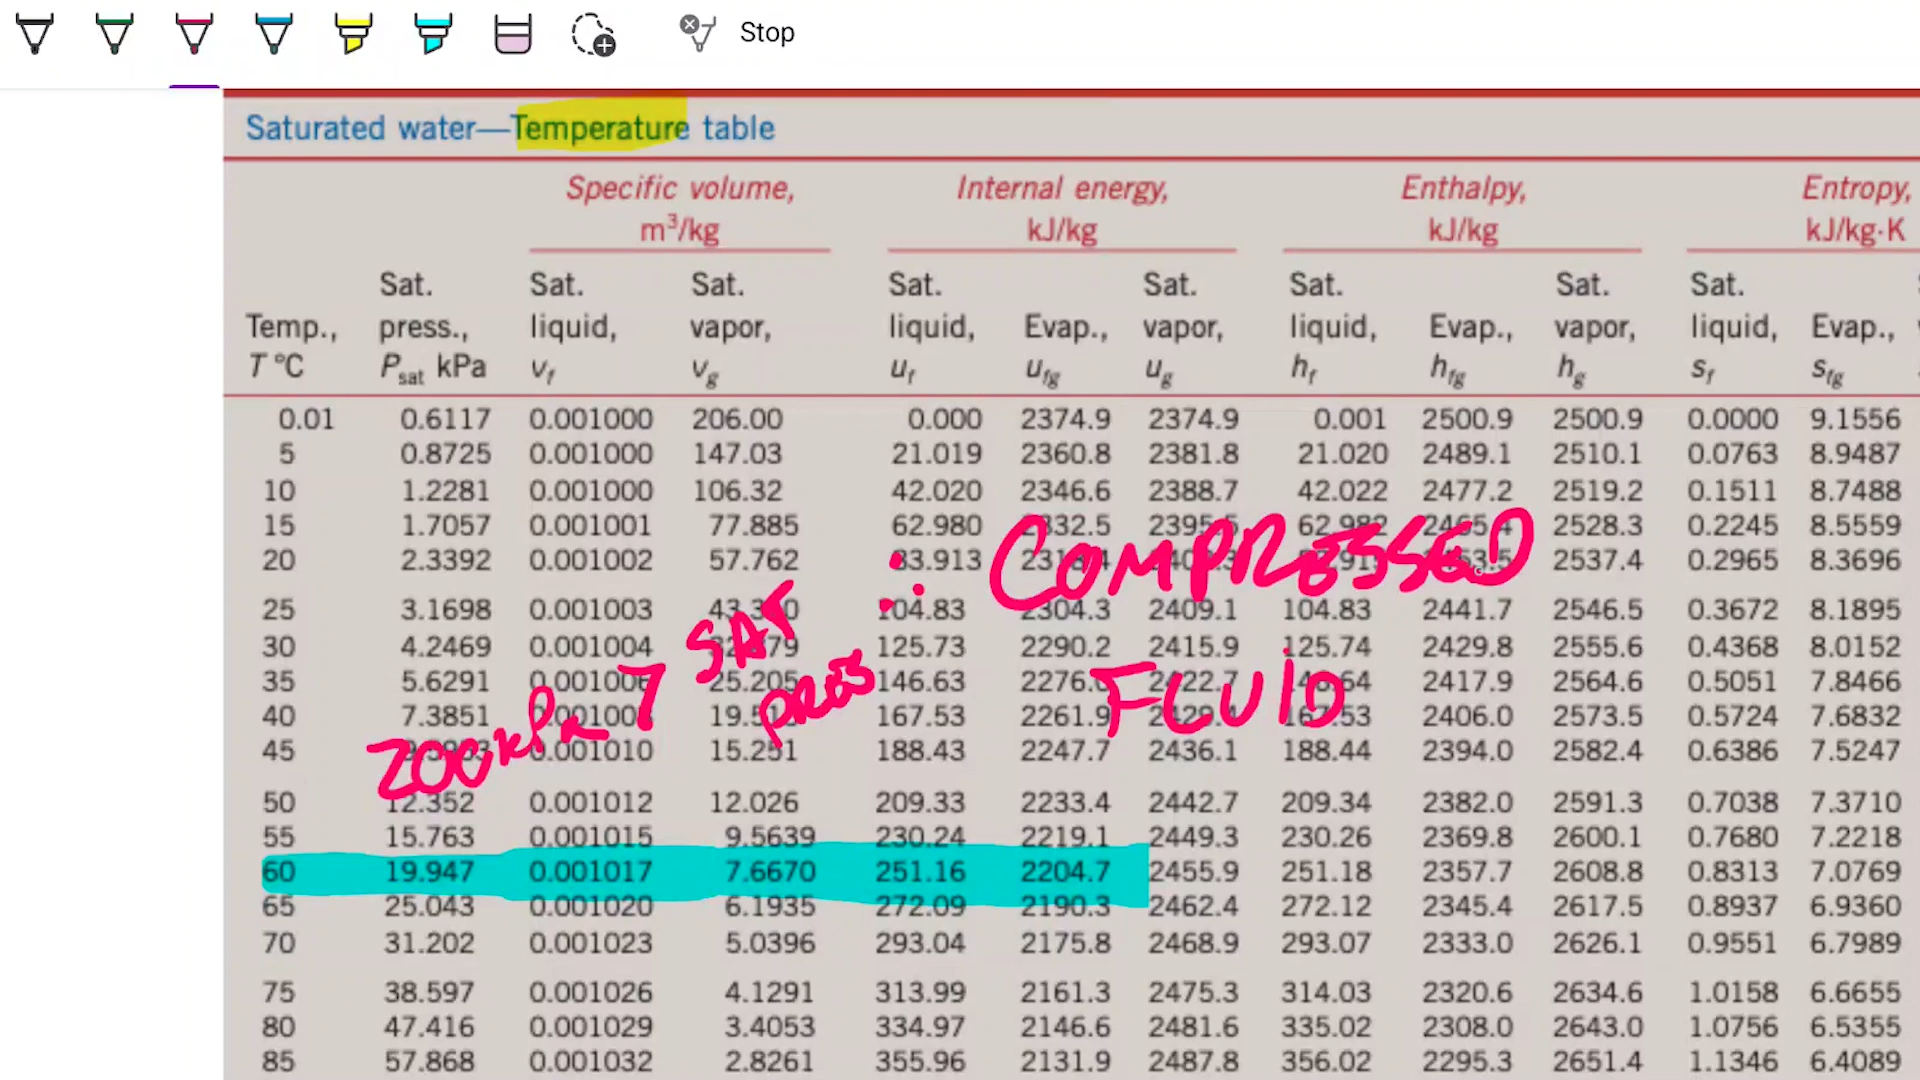 Stop
Saturated water—Temperature table
Specific volume, Internal energy, Enthalpy, Entropy,
m³/kg kJ/kg kJ/kg kJ/kg·K
Sat. Sat. Sat. Sat. Sat. Sat. Sat. Sat.
Temp., press., liquid, vapor, liquid, Evap., vapor, liquid, Evap., vapor, liquid, Evap.,
T °C Psat kPa vf vg uf ufg ug hf hfg hg sf sfg
0.01 0.6117 0.001000 206.00 0.000 2374.9 2374.9 0.001 2500.9 2500.9 0.0000 9.1556
5 0.8725 0.001000 147.03 21.019 2360.8 2381.8 21.020 2489.1 2510.1 0.0763 8.9487
10 1.2281 0.001000 106.32 42.020 2346.6 2388.7 42.022 2477.2 2519.2 0.1511 8.7488
15 1.7057 0.001001 77.885 62.980 2528.3 0.2245 8.5559
20 2.3392 0.001002 57.762 2537.4 0.2965 8.3696
∴ COMPRESSED
25 3.1698 0.001003 104.83 2304.3 2409.1 104.83 2441.7 2546.5 0.3672 8.1895
30 4.2469 0.001004 125.73 2290.2 2415.9 125.74 2429.8 2555.6 0.4368 8.0152
200kPa > SAT
PRES
FLUID
35 5.6291 25.205 146.63 2417.9 2564.6 0.5051 7.8466
40 7.3851 167.53 2261.9 2406.0 2573.5 0.5724 7.6832
45 0.001010 15.251 188.43 2247.7 2436.1 188.44 2394.0 2582.4 0.6386 7.5247
50 12.352 0.001012 12.026 209.33 2233.4 2442.7 209.34 2382.0 2591.3 0.7038 7.3710
55 15.763 0.001015 9.5639 230.24 2219.1 2449.3 230.26 2369.8 2600.1 0.7680 7.2218
60 19.947 0.001017 7.6670 251.16 2204.7 2455.9 251.18 2357.7 2608.8 0.8313 7.0769
65 25.043 0.001020 6.1935 272.09 2190.3 2462.4 272.12 2345.4 2617.5 0.8937 6.9360
70 31.202 0.001023 5.0396 293.04 2175.8 2468.9 293.07 2333.0 2626.1 0.9551 6.7989
75 38.597 0.001026 4.1291 313.99 2161.3 2475.3 314.03 2320.6 2634.6 1.0158 6.6655
80 47.416 0.001029 3.4053 334.97 2146.6 2481.6 335.02 2308.0 2643.0 1.0756 6.5355
85 57.868 0.001032 2.8261 355.96 2131.9 2487.8 356.02 2295.3 2651.4 1.1346 6.4089